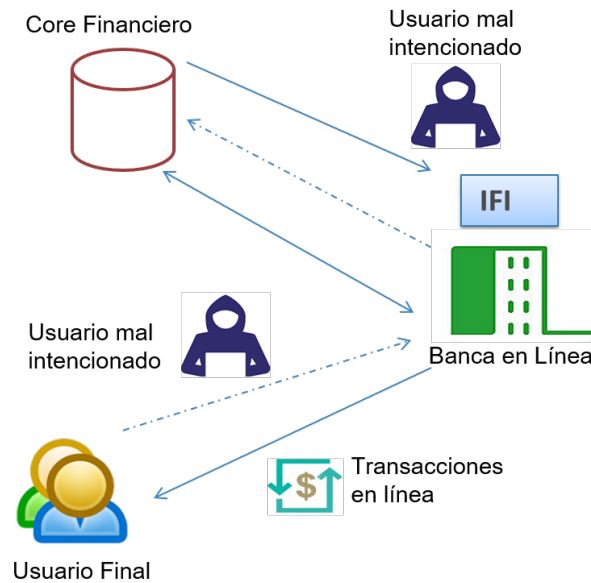 Core Financiero
Usuario mal
intencionado
IFI
Banca en Línea
Usuario mal
intencionado
$
Transacciones
en línea
Usuario Final